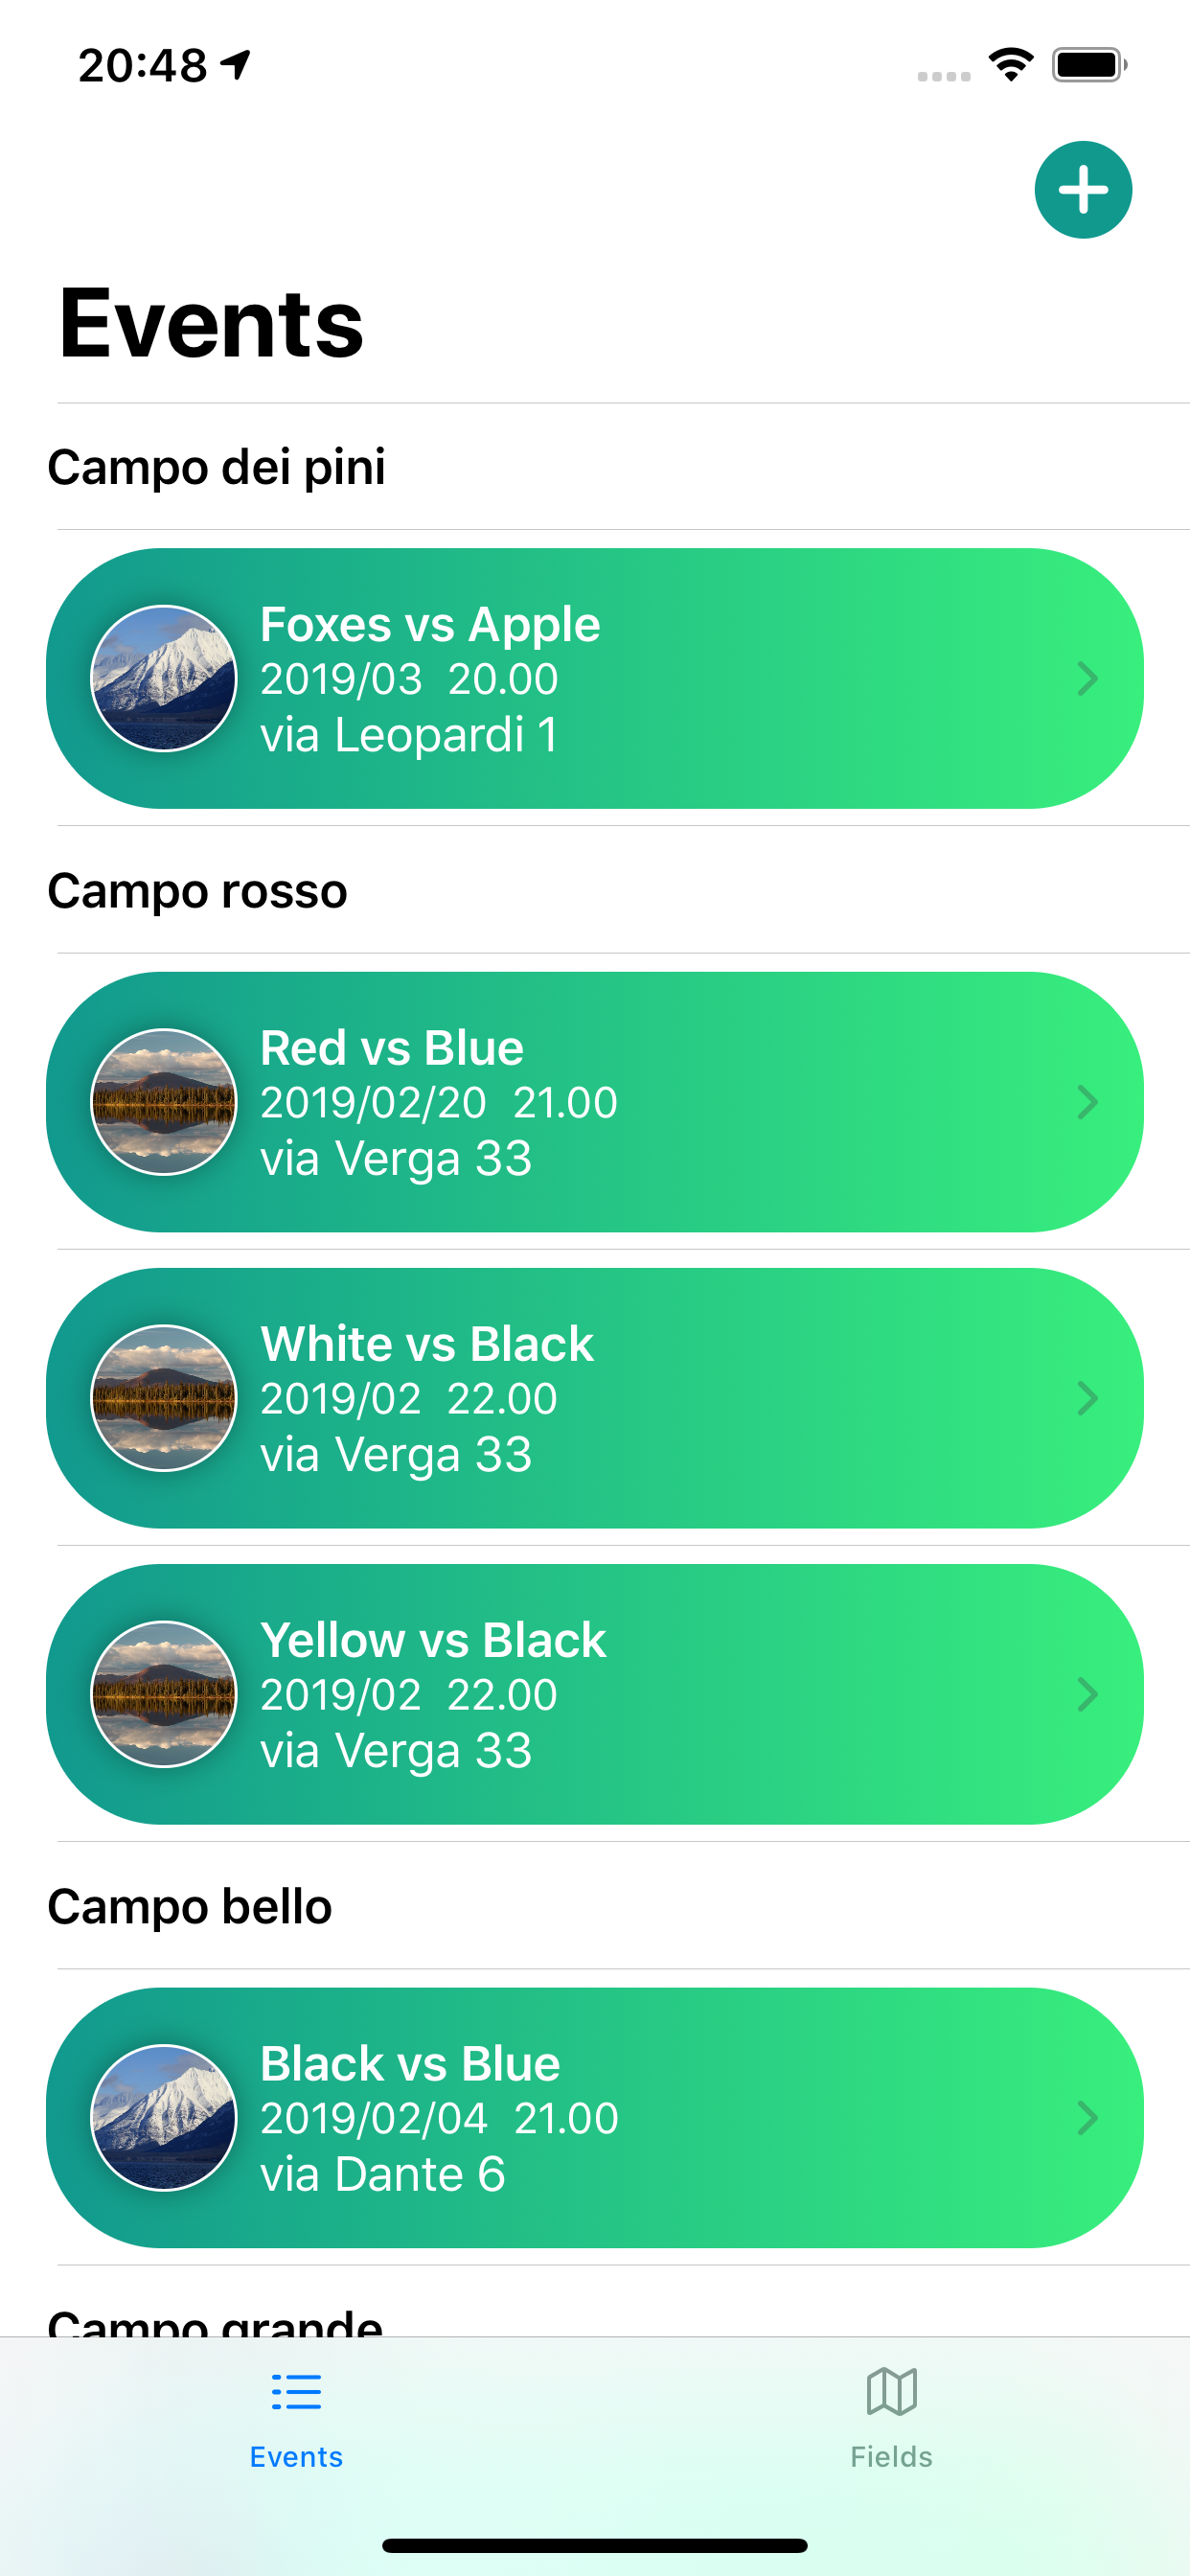 20:48
Events
Campo dei pini
Foxes vs Apple
2019/03 20.00
via Leopardi 1
Campo rosso
Red vs Blue
2019/02/20 21.00
via Verga 33
White vs Black
2019/02 22.00
via Verga 33
Yellow vs Black
2019/02 22.00
via Verga 33
Campo bello
Black vs Blue
2019/02/04 21.00
via Dante 6
Campo grande
Events
Fields